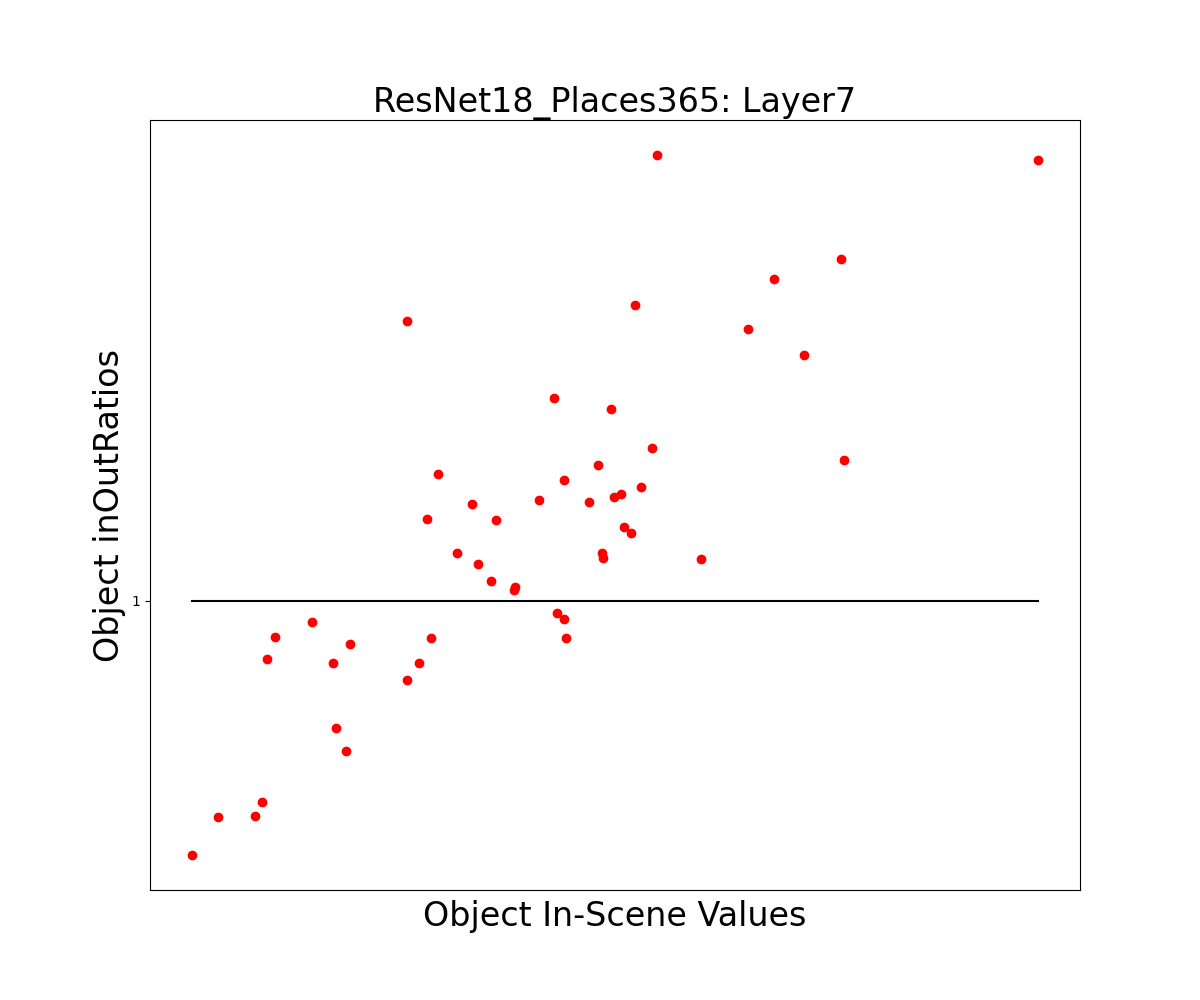 ResNet18_Places365: Layer7
Object inOutRatios
1
Object In-Scene Values